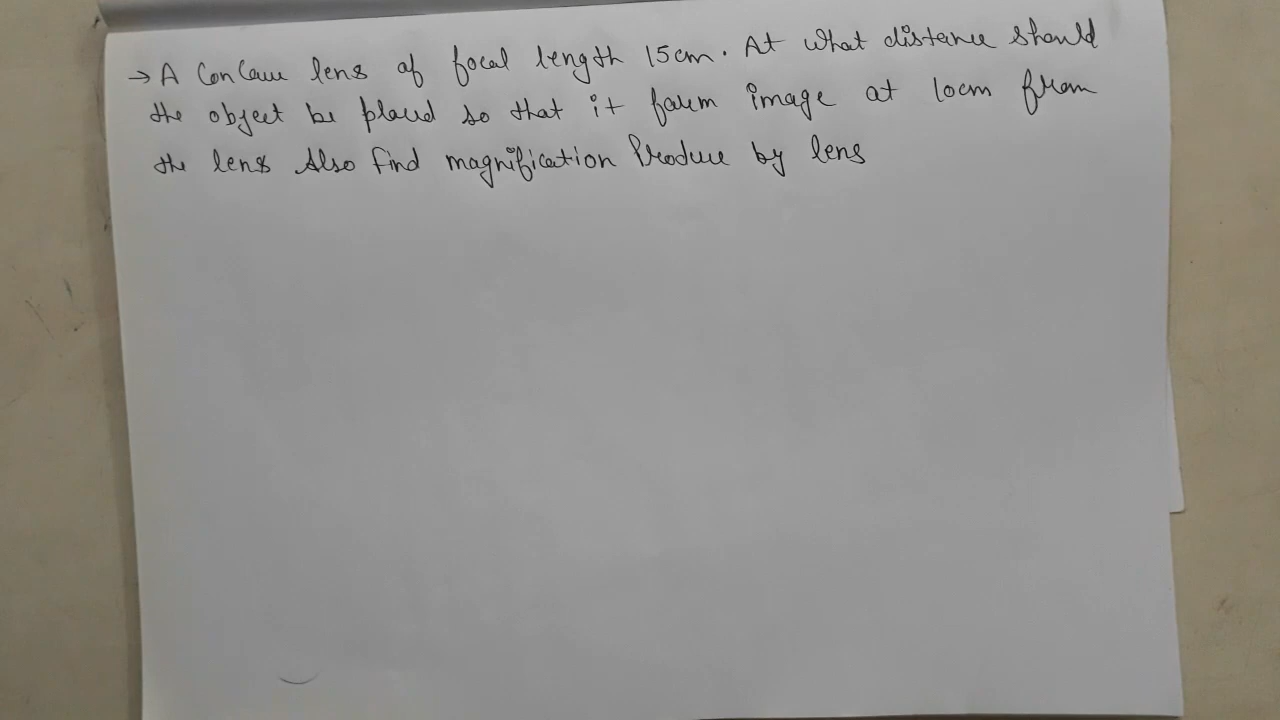 → A Concave lens of focal length 15cm. At what distance should
the object be placed so that it form image at 10cm from
the lens Also find magnification Produce by lens